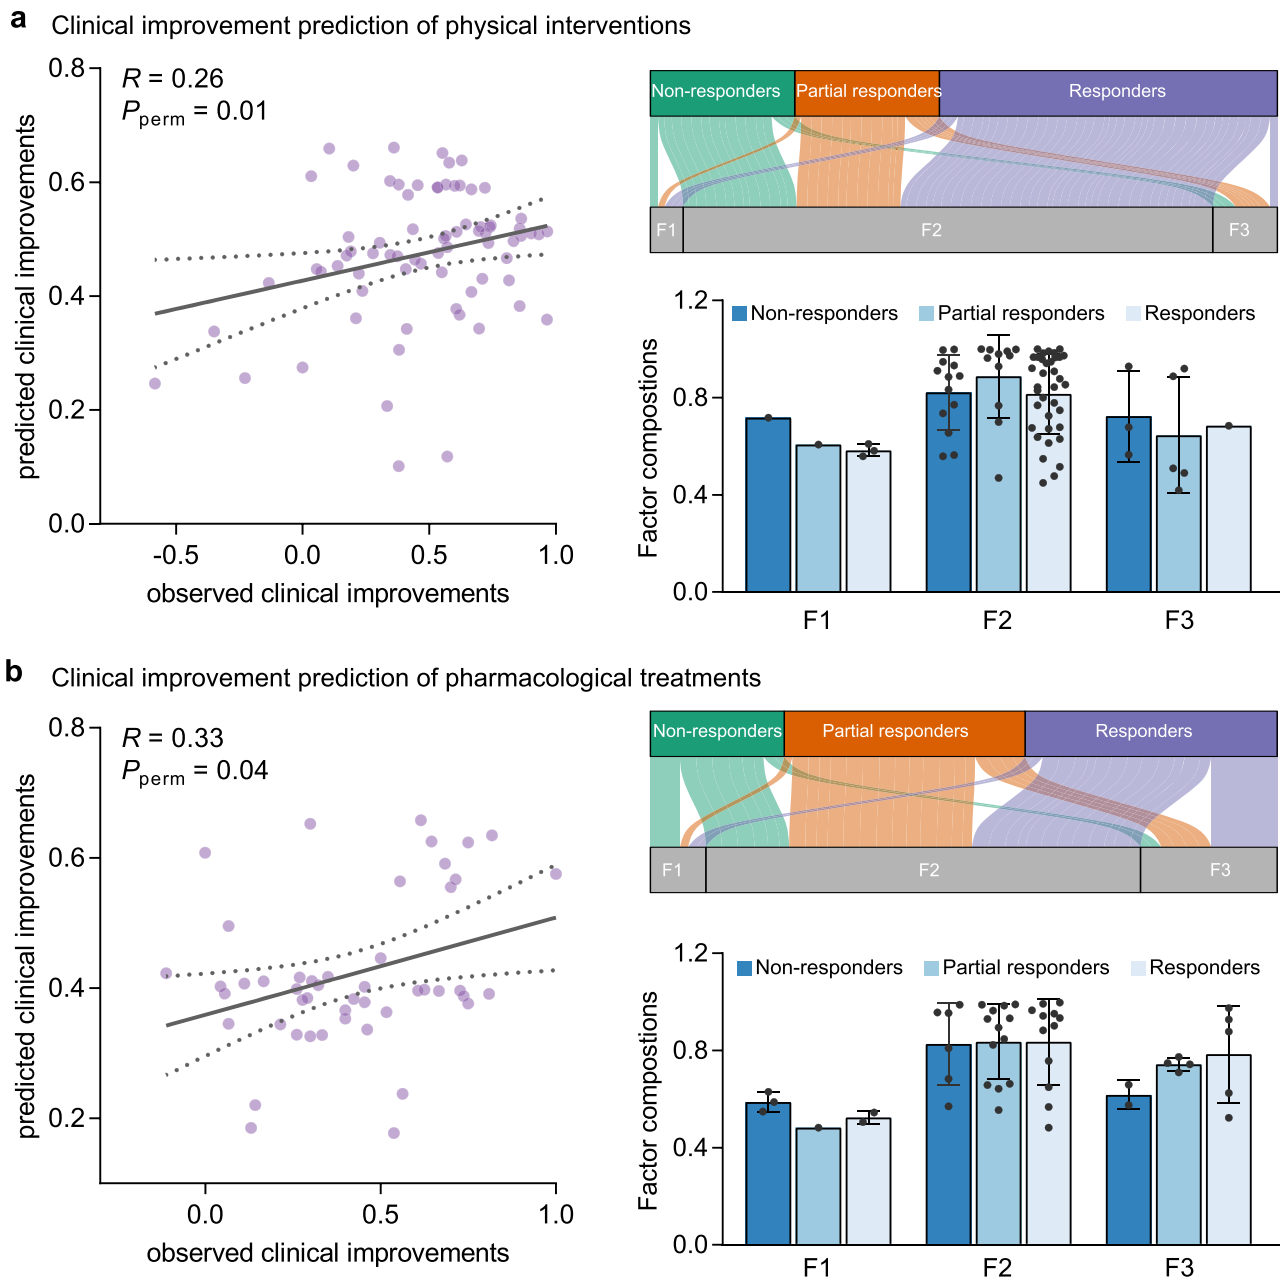 a Clinical improvement prediction of physical interventions
R = 0.26
Pperm = 0.01
predicted clinical improvements
0.8
0.6
0.4
0.2
0.0
-0.5 0.0 0.5 1.0
observed clinical improvements
Non-responders Partial responders Responders
F1 F2 F3
Factor compostions
1.2
0.8
0.4
0.0
Non-responders Partial responders Responders
F1 F2 F3
b Clinical improvement prediction of pharmacological treatments
R = 0.33
Pperm = 0.04
predicted clinical improvements
0.8
0.6
0.4
0.2
0.0 0.5 1.0
observed clinical improvements
Non-responders Partial responders Responders
F1 F2 F3
Factor compostions
1.2
0.8
0.4
0.0
Non-responders Partial responders Responders
F1 F2 F3